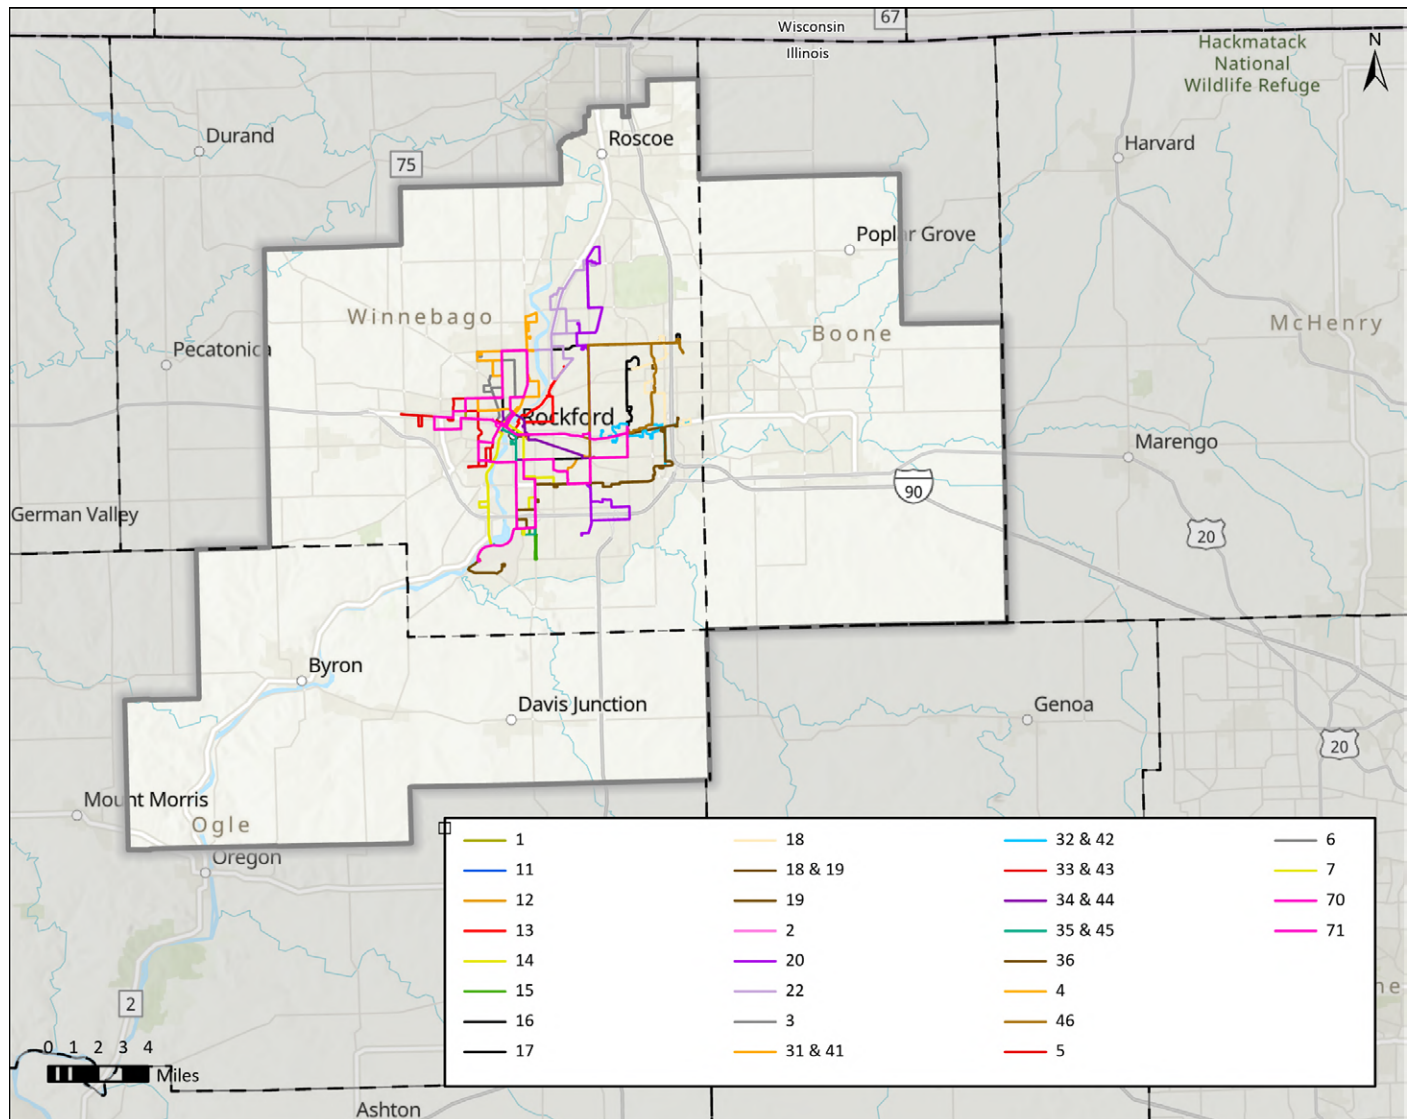 67
Wisconsin
Illinois
Hackmatack
National
Wildlife Refuge
N
Durand
Roscoe
Harvard
75
Poplar Grove
Winnebago
Boone
McHenry
Pecatonica
Rockford
Marengo
90
German Valley
20
Byron
Davis Junction
Genoa
20
Mount Morris
Ogle
Oregon
1
18
32 & 42
6
11
18 & 19
33 & 43
7
12
19
34 & 44
70
13
2
35 & 45
71
14
20
36
15
22
4
16
3
46
17
31 & 41
5
2
0 1 2 3 4
Miles
Ashton